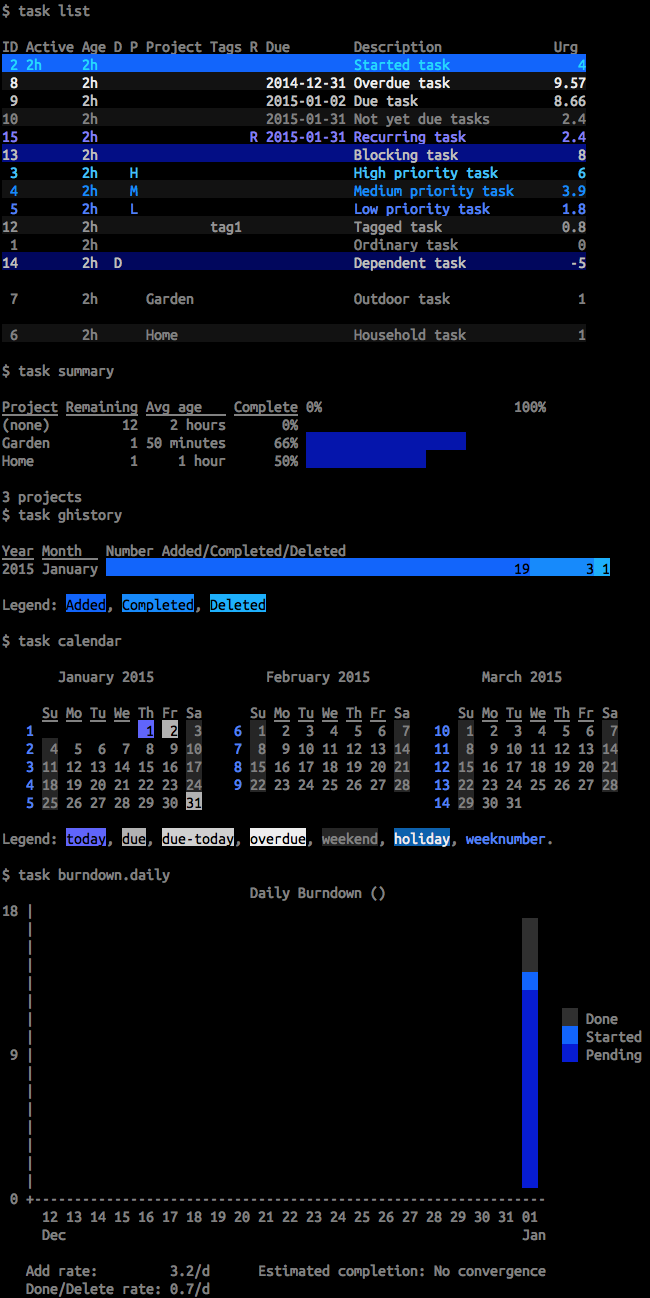 $ task list
ID Active Age D P Project Tags R Due Description Urg
2 2h 2h Started task 4
8 2h 2014-12-31 Overdue task 9.57
9 2h 2015-01-02 Due task 8.66
10 2h 2015-01-31 Not yet due tasks 2.4
15 2h R 2015-01-31 Recurring task 2.4
13 2h Blocking task 8
3 2h H High priority task 6
4 2h M Medium priority task 3.9
5 2h L Low priority task 1.8
12 2h tag1 Tagged task 0.8
1 2h Ordinary task 0
14 2h D Dependent task -5
7 2h Garden Outdoor task 1
6 2h Home Household task 1
$ task summary
Project Remaining Avg age Complete 0% 100%
(none) 12 2 hours 0%
Garden 1 50 minutes 66%
Home 1 1 hour 50%
3 projects
$ task ghistory
Year Month Number Added/Completed/Deleted
2015 January 19 3 1
Legend: Added, Completed, Deleted
$ task calendar
January 2015 February 2015 March 2015
Su Mo Tu We Th Fr Sa Su Mo Tu We Th Fr Sa Su Mo Tu We Th Fr Sa
1 1 2 3 6 1 2 3 4 5 6 7 10 1 2 3 4 5 6 7
2 4 5 6 7 8 9 10 7 8 9 10 11 12 13 14 11 8 9 10 11 12 13 14
3 11 12 13 14 15 16 17 8 15 16 17 18 19 20 21 12 15 16 17 18 19 20 21
4 18 19 20 21 22 23 24 9 22 23 24 25 26 27 28 13 22 23 24 25 26 27 28
5 25 26 27 28 29 30 31 14 29 30 31
Legend: today, due, due-today, overdue, weekend, holiday, weeknumber.
$ task burndown.daily
Daily Burndown ()
18
Done
Started
9 Pending
0
12 13 14 15 16 17 18 19 20 21 22 23 24 25 26 27 28 29 30 31 01
Dec Jan
Add rate: 3.2/d Estimated completion: No convergence
Done/Delete rate: 0.7/d